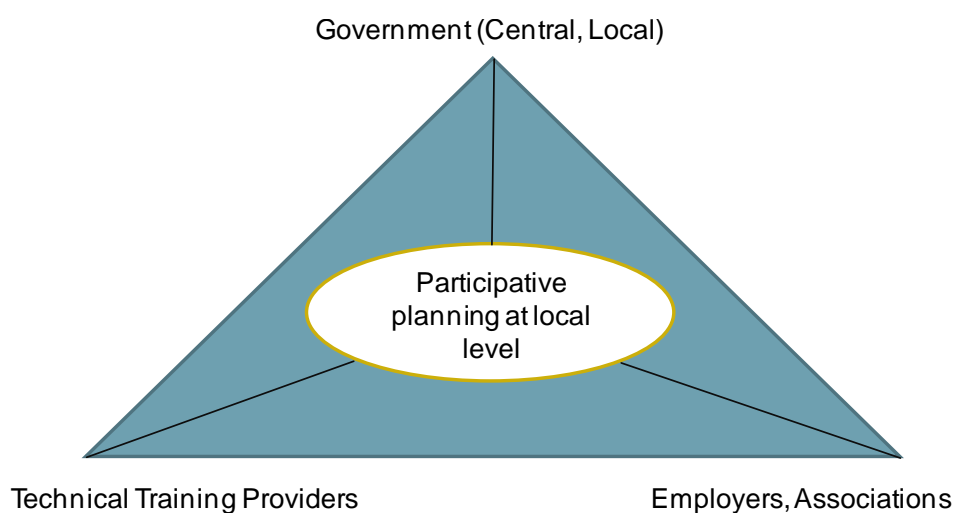 Government (Central, Local)
Participative
planning at local
level
Technical Training Providers
Employers, Associations